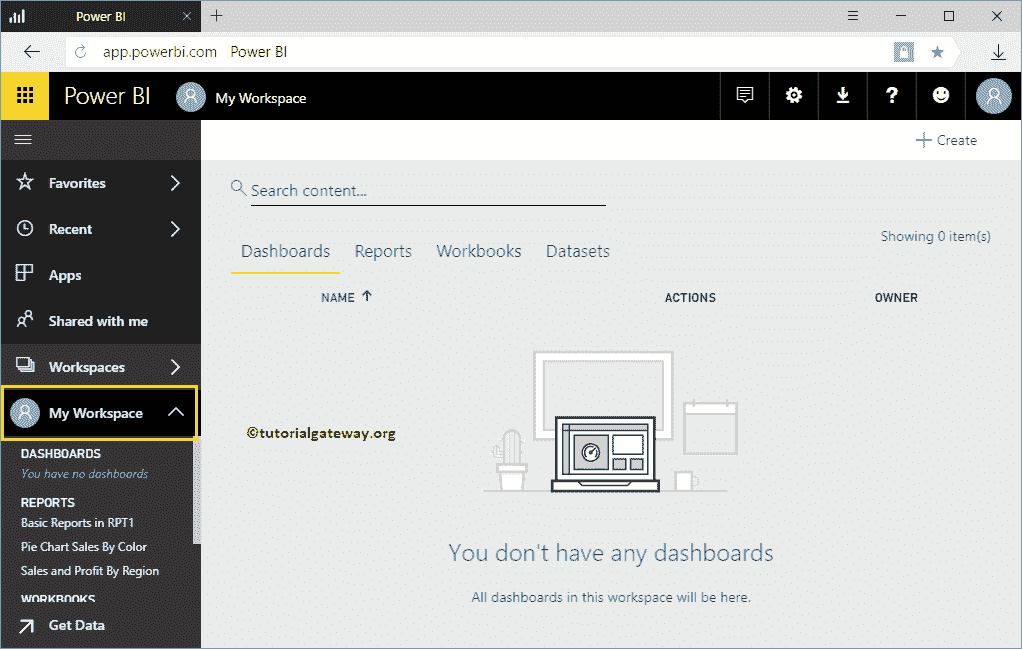 Power BI
app.powerbi.com Power BI
Power BI My Workspace
Create
Favorites
Recent
Apps
Shared with me
Workspaces
My Workspace
DASHBOARDS
You have no dashboards
REPORTS
Basic Reports in RPT1
Pie Chart Sales By Color
Sales and Profit By Region
WORKBOOKS
Get Data
Search content...
Dashboards Reports Workbooks Datasets
Showing 0 item(s)
NAME ACTIONS OWNER
©tutorialgateway.org
You don't have any dashboards
All dashboards in this workspace will be here.